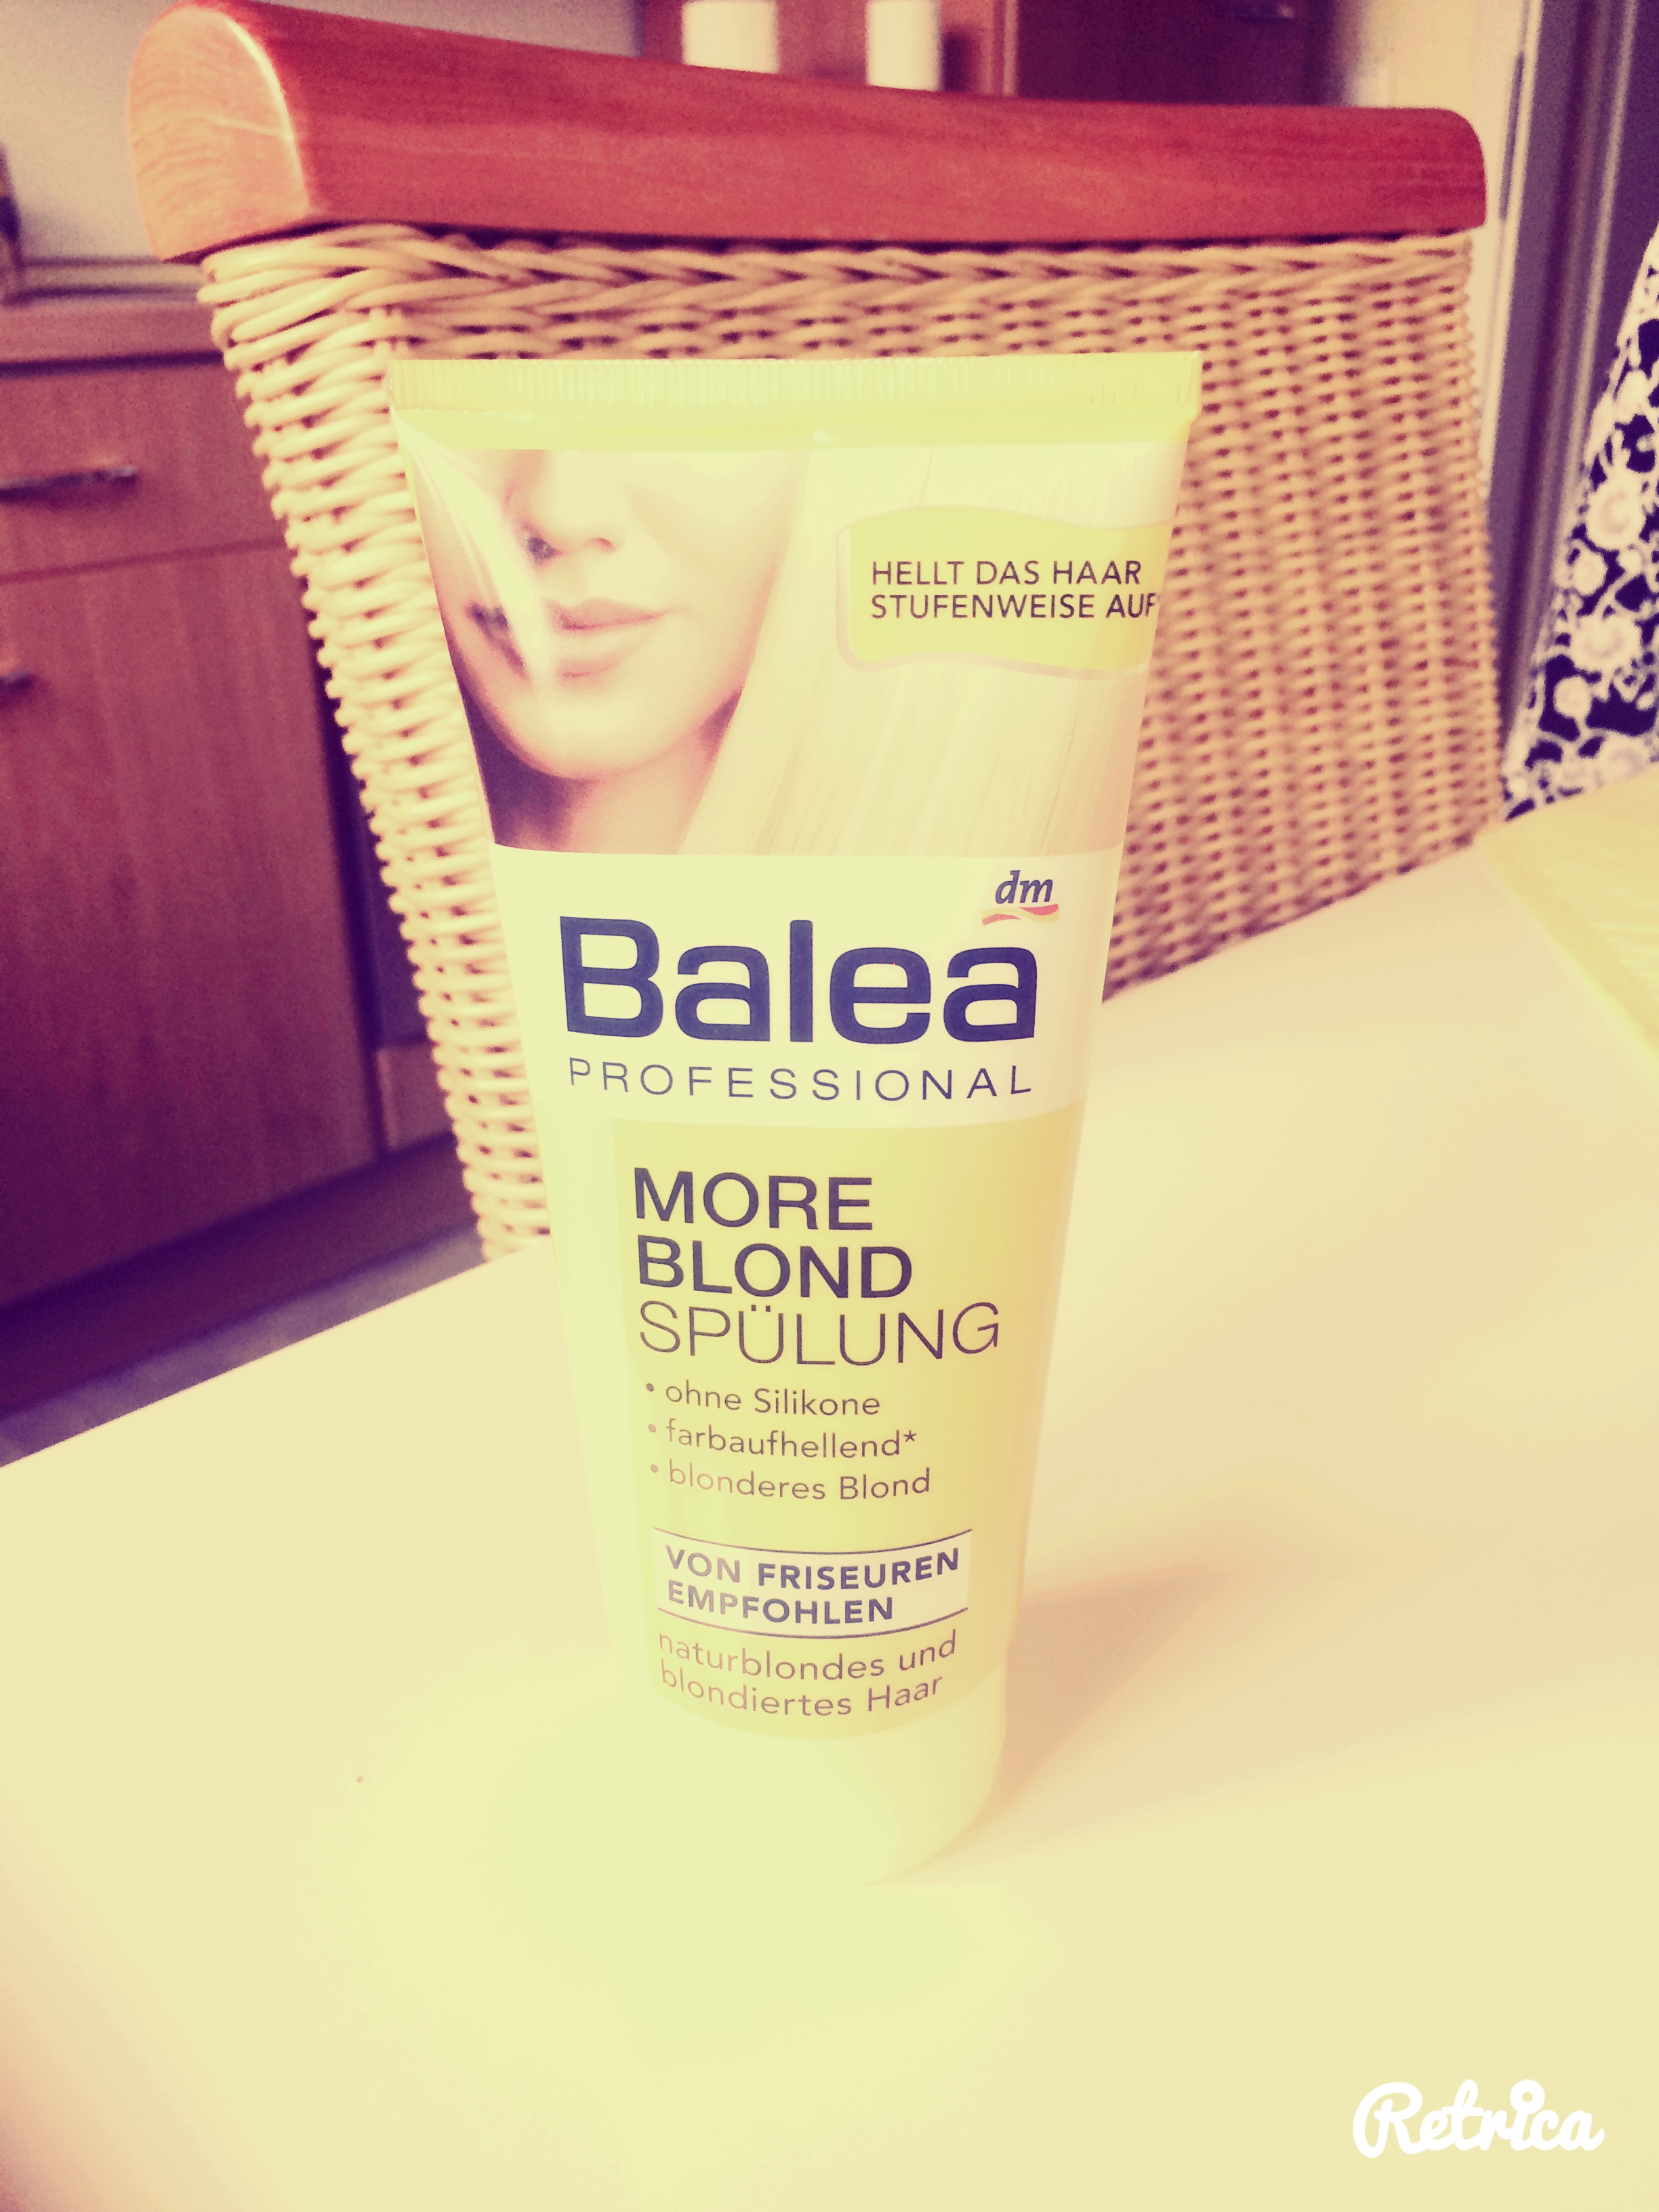 HELLT DAS HAAR
STUFENWEISE AUF
dm
Balea
PROFESSIONAL
MORE
BLOND
SPÜLUNG
• ohne Silikone
• farbaufhellend*
• blonderes Blond
VON FRISEUREN
EMPFOHLEN
naturblondes und
blondiertes Haar
Retrica